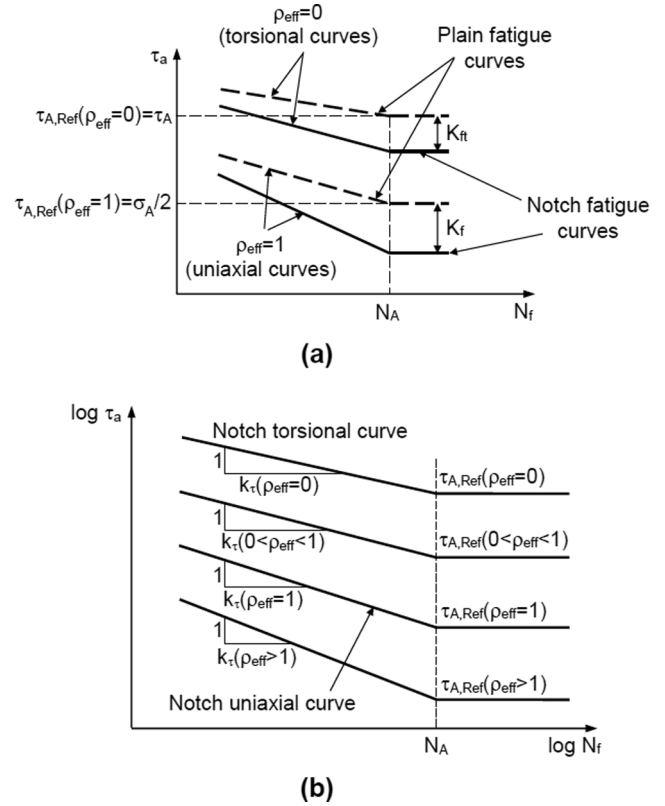 ρeff=0
(torsional curves)
Plain fatigue
curves
τa
τA,Ref(ρeff=0)=τA
Kft
τA,Ref(ρeff=1)=σA/2
Kf
Notch fatigue
curves
ρeff=1
(uniaxial curves)
NA
Nf
(a)
log τa
Notch torsional curve
1
kτ(ρeff=0)
τA,Ref(ρeff=0)
1
kτ(0<ρeff<1)
τA,Ref(0<ρeff<1)
1
kτ(ρeff=1)
τA,Ref(ρeff=1)
1
kτ(ρeff>1)
τA,Ref(ρeff>1)
Notch uniaxial curve
NA
log Nf
(b)